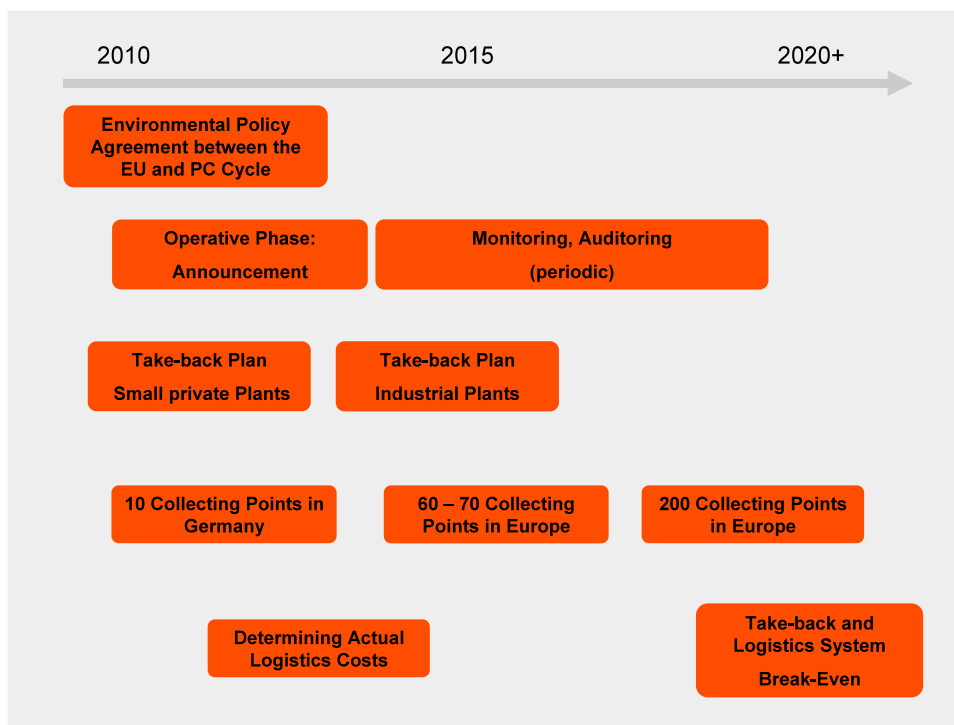 2010
2015
2020+
Environmental Policy
Agreement between the
EU and PC Cycle
Operative Phase:
Announcement
Monitoring, Auditoring
(periodic)
Take-back Plan
Small private Plants
Take-back Plan
Industrial Plants
10 Collecting Points in
Germany
60 – 70 Collecting
Points in Europe
200 Collecting Points
in Europe
Determining Actual
Logistics Costs
Take-back and
Logistics System
Break-Even